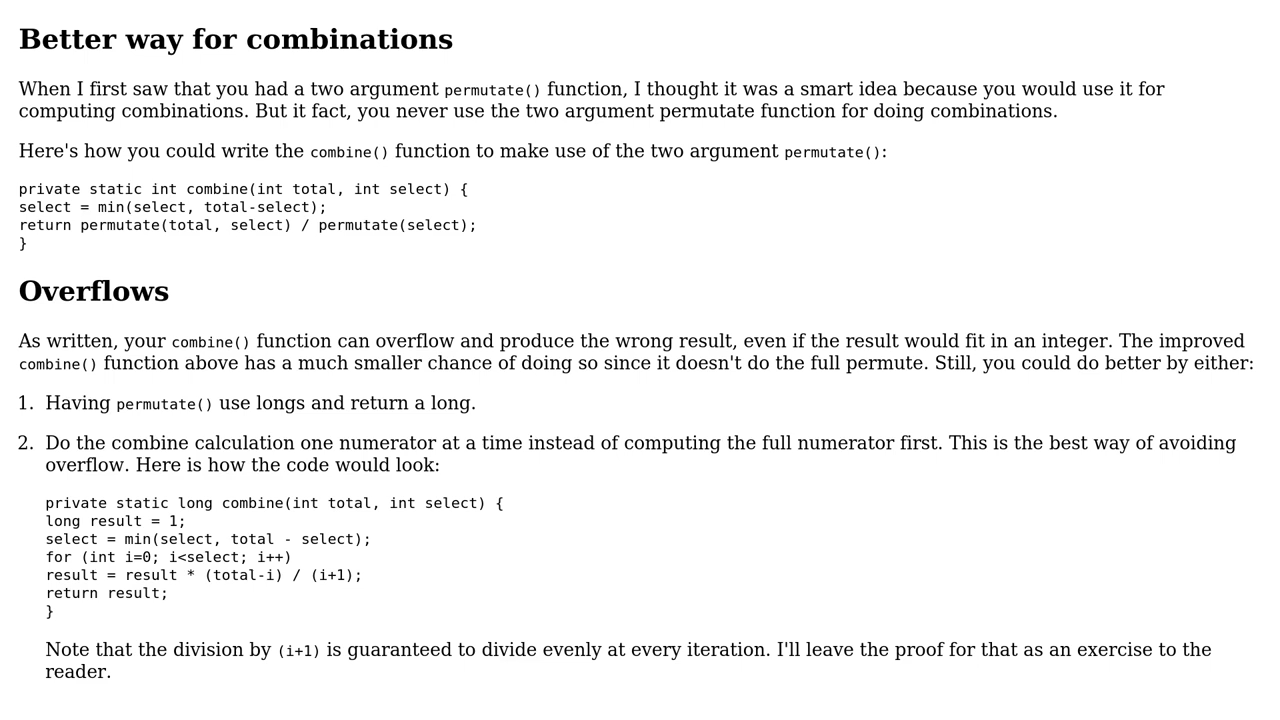 Better way for combinations
When I first saw that you had a two argument permutate() function, I thought it was a smart idea because you would use it for
computing combinations. But it fact, you never use the two argument permutate function for doing combinations.
Here's how you could write the combine() function to make use of the two argument permutate():
private static int combine(int total, int select) {
select = min(select, total-select);
return permutate(total, select) / permutate(select);
}
Overflows
As written, your combine() function can overflow and produce the wrong result, even if the result would fit in an integer. The improved
combine() function above has a much smaller chance of doing so since it doesn't do the full permute. Still, you could do better by either:
1. Having permutate() use longs and return a long.
2. Do the combine calculation one numerator at a time instead of computing the full numerator first. This is the best way of avoiding
overflow. Here is how the code would look:
private static long combine(int total, int select) {
long result = 1;
select = min(select, total - select);
for (int i=0; i<select; i++)
result = result * (total-i) / (i+1);
return result;
}
Note that the division by (i+1) is guaranteed to divide evenly at every iteration. I'll leave the proof for that as an exercise to the
reader.